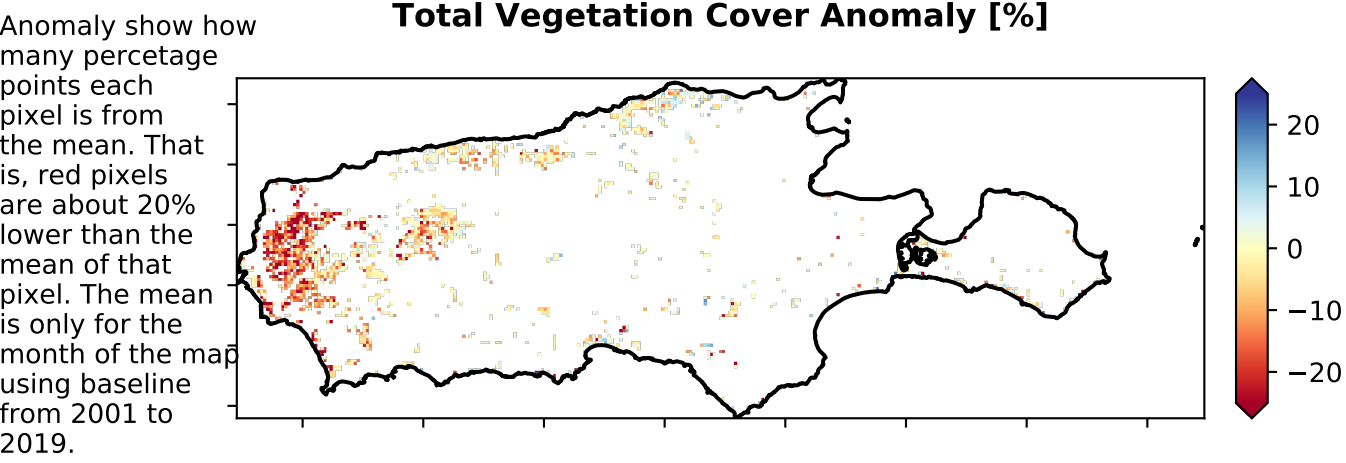 Total Vegetation Cover Anomaly [%]
Anomaly show how
many percetage
points each
pixel is from
the mean. That
is, red pixels
are about 20%
lower than the
mean of that
pixel. The mean
is only for the
month of the map
using baseline
from 2001 to
2019.
20
10
0
−10
−20